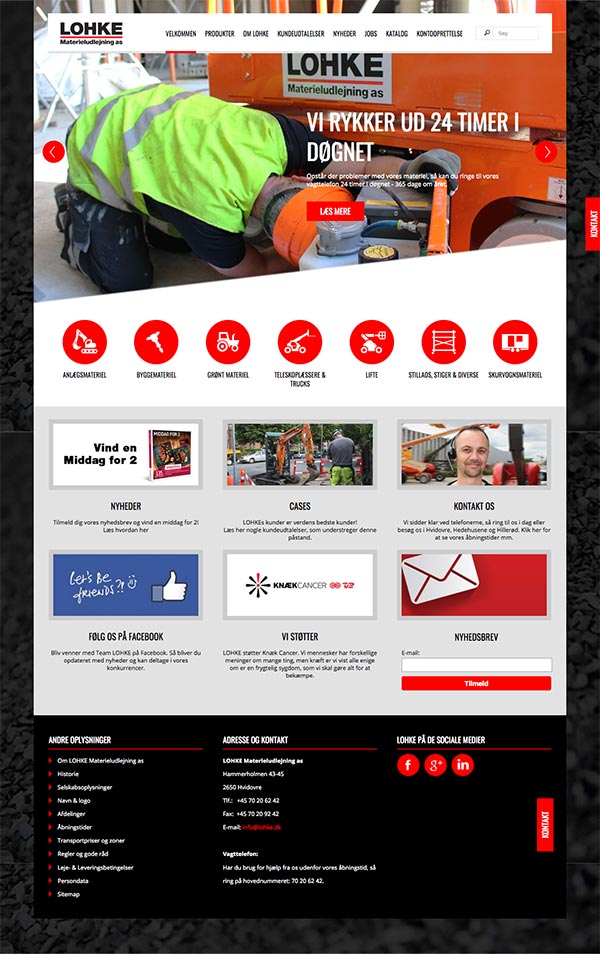 LOHKE
Materieludlejning as
VELKOMMEN PRODUKTER OM LOHKE KUNDEUDTALELSER NYHEDER JOBS KATALOG KONTOOPRETTELSE
Søg
LOHKE
Materieludlejning as
VI RYKKER UD 24 TIMER I
DØGNET
Opstår der problemer med vores materiel, så kan du ringe til vores
vagttelefon 24 timer i døgnet - 365 dage om året.
LÆS MERE
KONTAKT
ANLÆGSMATERIEL
BYGGEMATERIEL
GRØNT MATERIEL
TELESKOPLÆSSERE &
TRUCKS
LIFTE
STILLADS, STIGER & DIVERSE
SKURVOGNSMATERIEL
Vind en
Middag for 2
MIDDAG FOR 2
NYHEDER
Tilmeld dig vores nyhedsbrev og vind en middag for 2!
Læs hvordan her
CASES
LOHKEs kunder er verdens bedste kunder!
Læs her nogle kundeudtalelser, som understreger denne
påstand.
KONTAKT OS
Vi sidder klar ved telefonerne, så ring til os i dag eller
besøg os i Hvidovre, Hedehusene og Hillerød. Klik her for
at se vores åbningstider mm.
Let's Be
friends?!
FØLG OS PÅ FACEBOOK
Bliv venner med Team LOHKE på Facebook. Så bliver du
opdateret med nyheder og kan deltage i vores
konkurrencer.
KNÆK CANCER
VI STØTTER
LOHKE støtter Knæk Cancer. Vi mennesker har forskellige
meninger om mange ting, men kræft er vi vist alle enige
om er en frygtelig sygdom, som vi skal gøre alt for at
bekæmpe.
NYHEDSBREV
E-mail:
Tilmeld
ANDRE OPLYSNINGER
Om LOHKE Materieludlejning as
Historie
Selskabsoplysninger
Navn & logo
Afdelinger
Åbningstider
Transportpriser og zoner
Regler og gode råd
Leje- & Leveringsbetingelser
Persondata
Sitemap
ADRESSE OG KONTAKT
LOHKE Materieludlejning as
Hammerholmen 43-45
2650 Hvidovre
Tlf.: +45 70 20 62 42
Fax: +45 70 20 92 42
E-mail: info@lohke.dk
Vagttelefon:
Har du brug for hjælp fra os udenfor vores åbningstid, så
ring på hovednummeret: 70 20 62 42.
LOHKE PÅ DE SOCIALE MEDIER
f
g+
in
KONTAKT